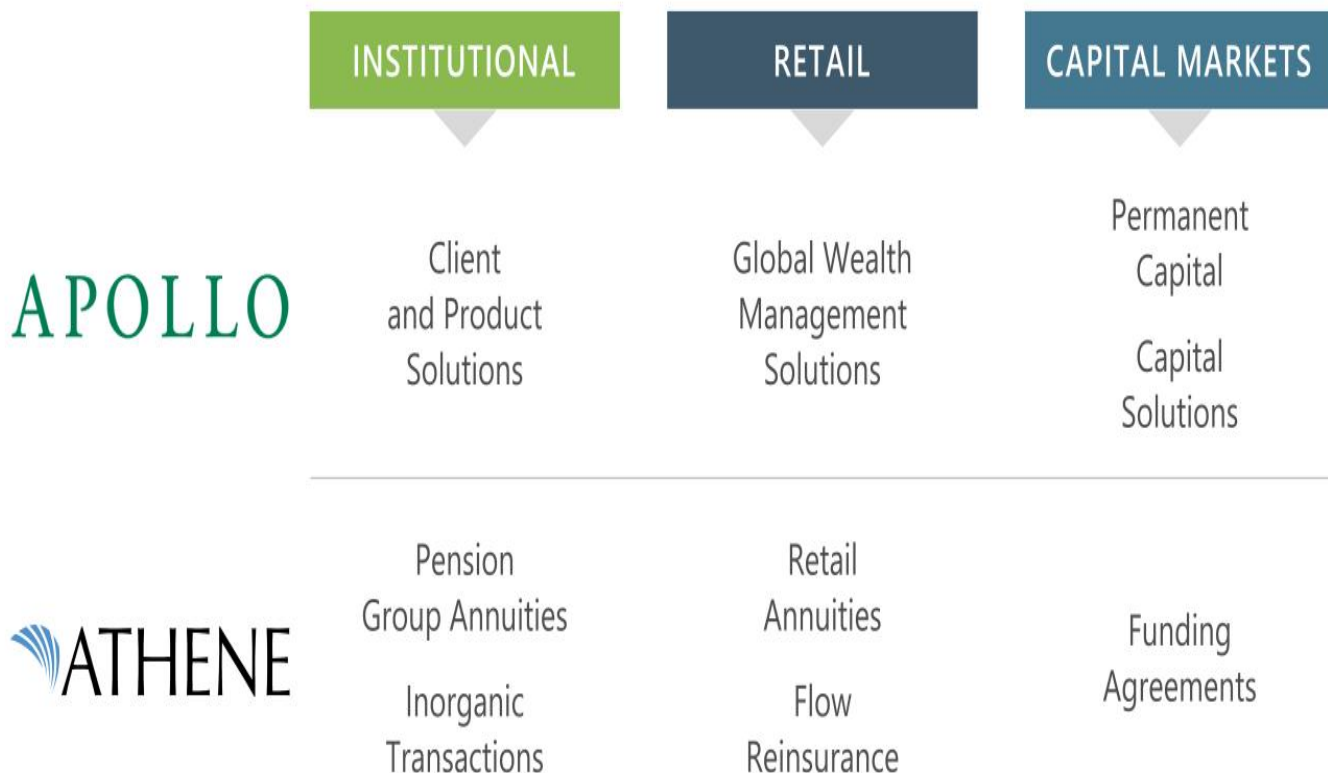 INSTITUTIONAL
RETAIL
CAPITAL MARKETS
APOLLO
Client
and Product
Solutions
Global Wealth
Management
Solutions
Permanent
Capital
Capital
Solutions
ATHENE
Pension
Group Annuities
Inorganic
Transactions
Retail
Annuities
Flow
Reinsurance
Funding
Agreements